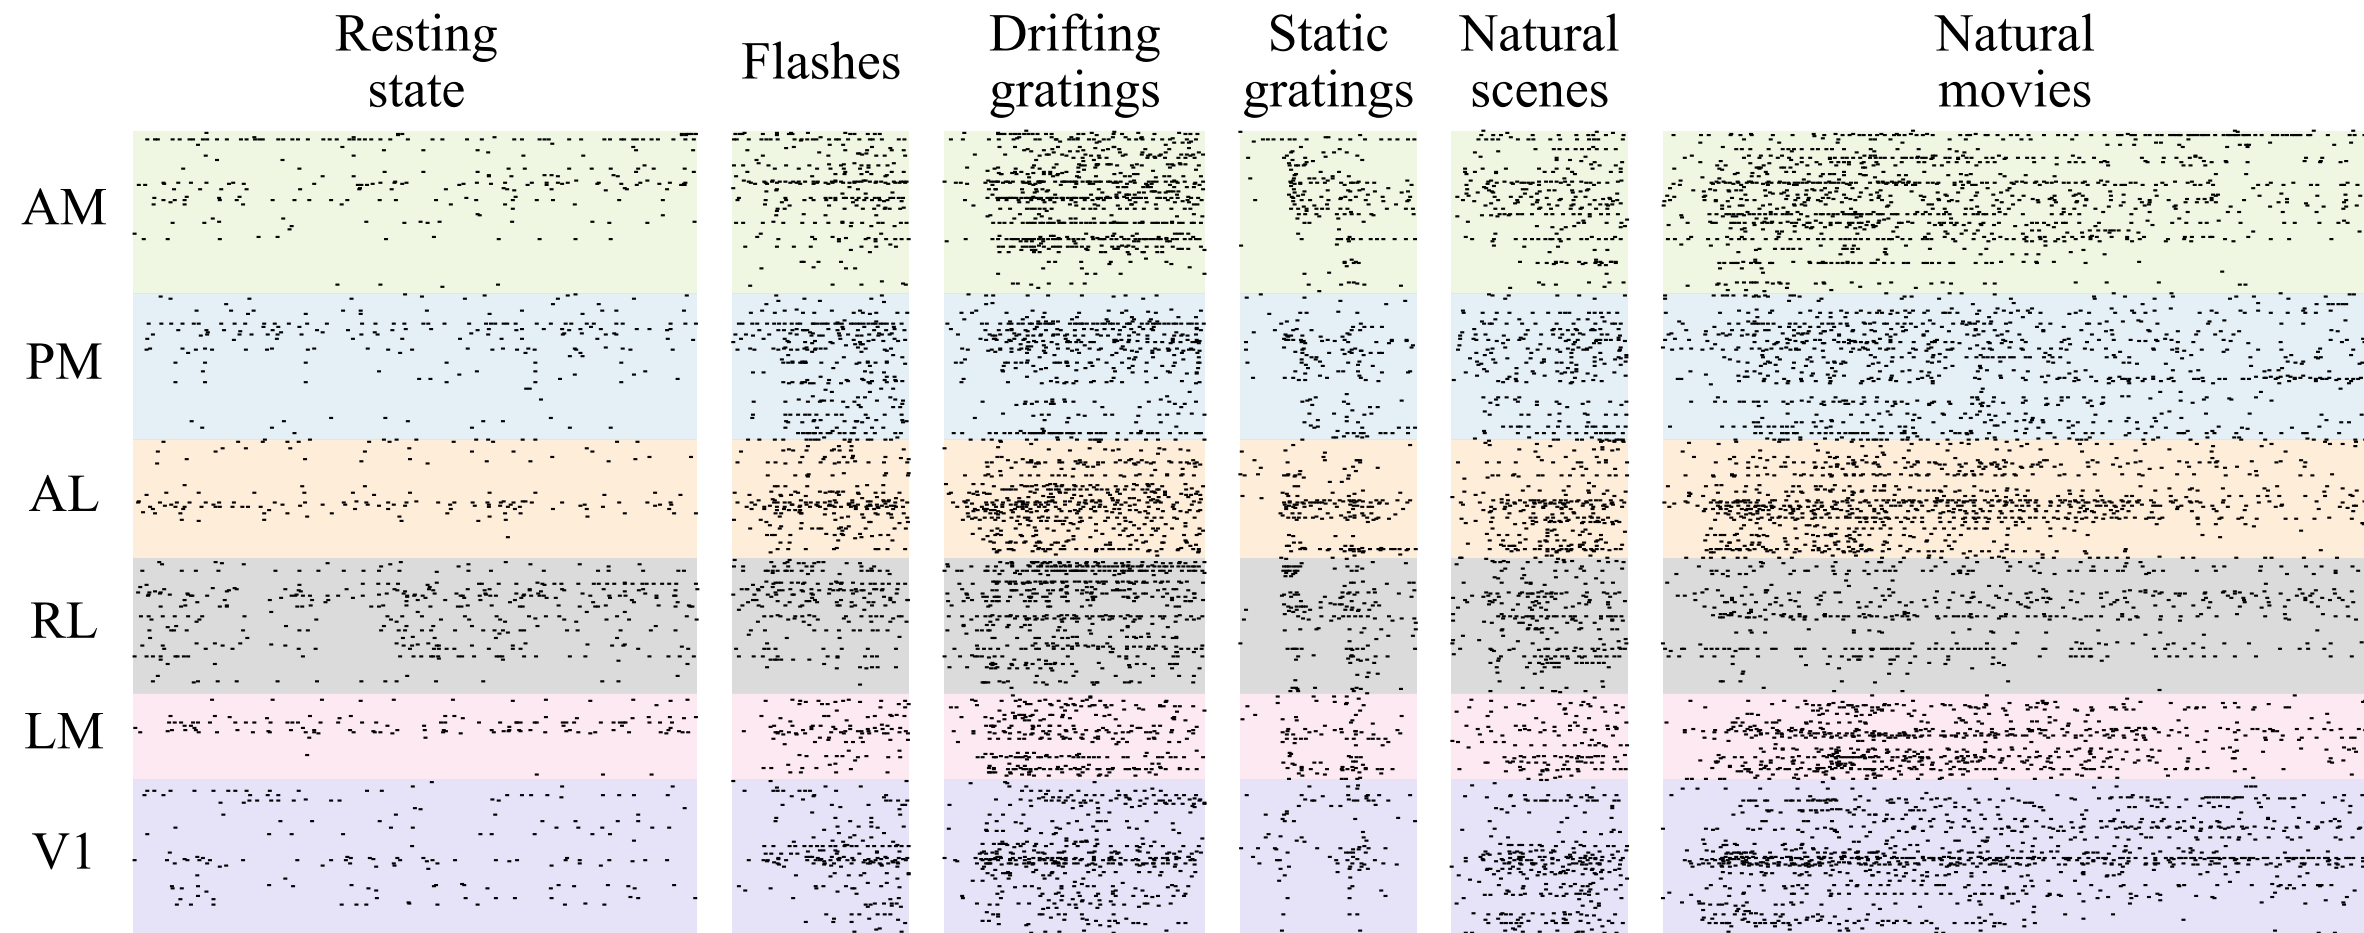 Resting
state
Flashes
Drifting
gratings
Static
gratings
Natural
scenes
Natural
movies
AM
PM
AL
RL
LM
V1